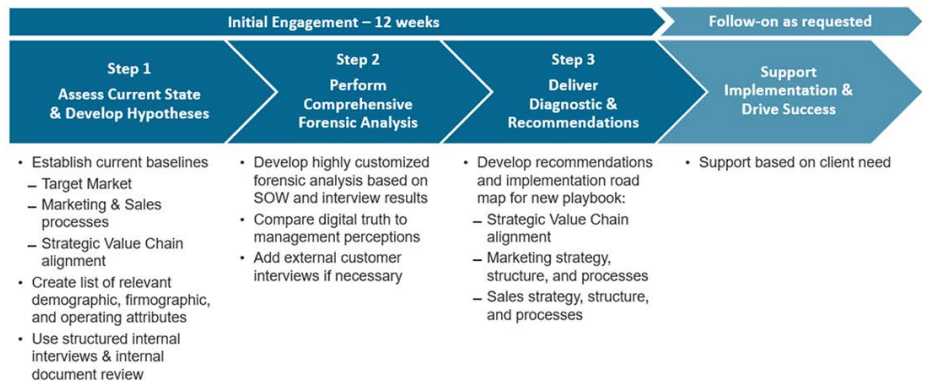 Initial Engagement – 12 weeks
Follow-on as requested
Step 1
Assess Current State
& Develop Hypotheses
Step 2
Perform
Comprehensive
Forensic Analysis
Step 3
Deliver
Diagnostic &
Recommendations
Support
Implementation &
Drive Success
• Establish current baselines
– Target Market
– Marketing & Sales
processes
– Strategic Value Chain
alignment
• Create list of relevant
demographic, firmographic,
and operating attributes
• Use structured internal
interviews & internal
document review
• Develop highly customized
forensic analysis based on
SOW and interview results
• Compare digital truth to
management perceptions
• Add external customer
interviews if necessary
• Develop recommendations
and implementation road
map for new playbook:
– Strategic Value Chain
alignment
– Marketing strategy,
structure, and processes
– Sales strategy, structure,
and processes
• Support based on client need